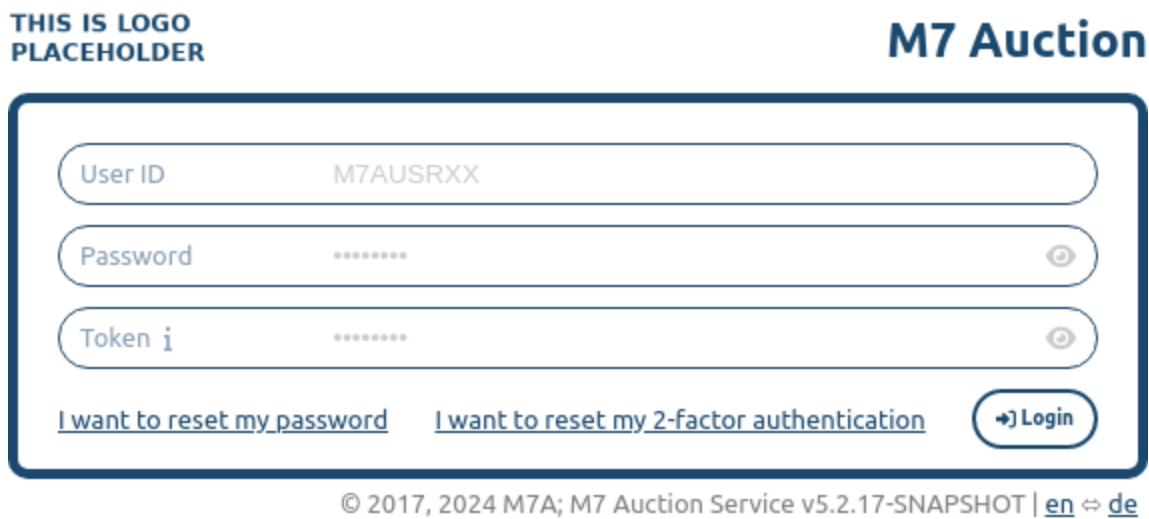 THIS IS LOGO
PLACEHOLDER
M7 Auction
User ID M7AUSRXX
Password ••••••••
Token i ••••••••
I want to reset my password I want to reset my 2-factor authentication Login
© 2017, 2024 M7A; M7 Auction Service v5.2.17-SNAPSHOT | en ⇔ de